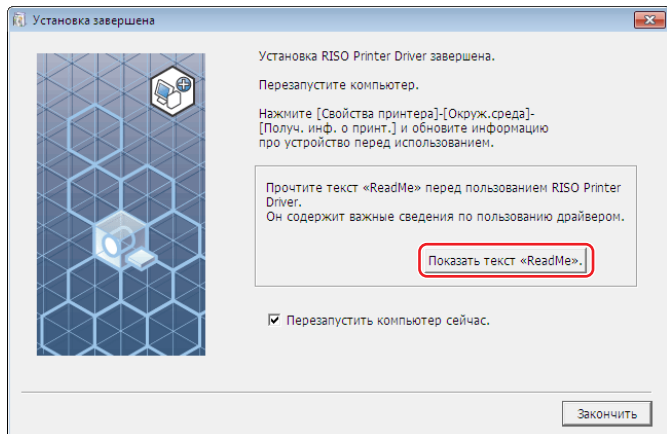 Установка завершена
Установка RISO Printer Driver завершена.
Перезапустите компьютер.
Нажмите [Свойства принтера]-[Окруж.среда]-
[Получ. инф. о принт.] и обновите информацию
про устройство перед использованием.
Прочтите текст «ReadMe» перед пользованием RISO Printer
Driver.
Он содержит важные сведения по пользованию драйвером.
Показать текст «ReadMe».
Перезапустить компьютер сейчас.
Закончить